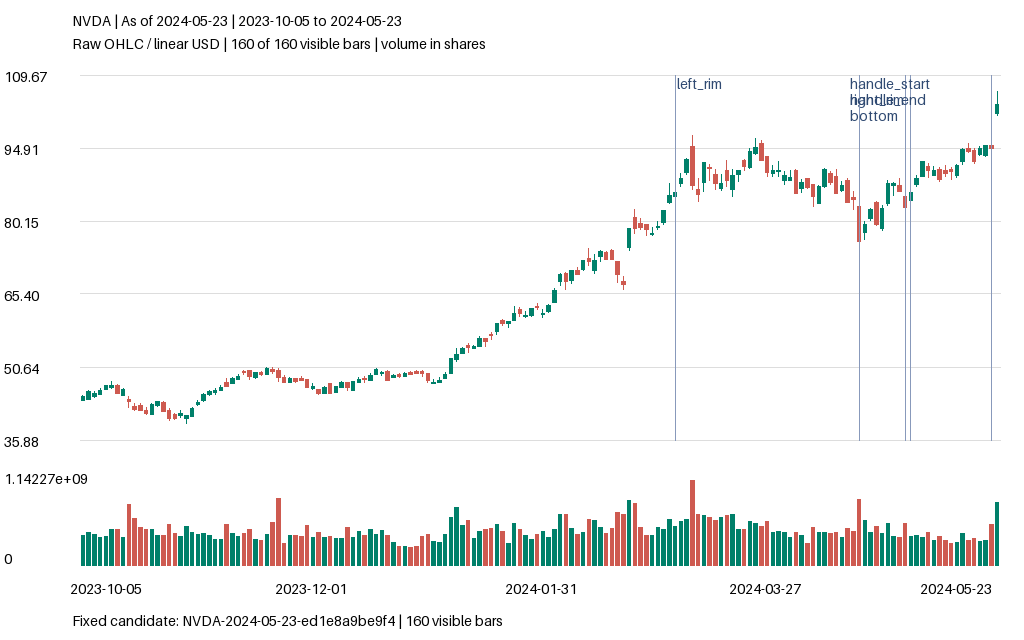 NVDA | As of 2024-05-23 | 2023-10-05 to 2024-05-23
Raw OHLC / linear USD | 160 of 160 visible bars | volume in shares
109.67
left_rim
handle_start
bottom
94.91
80.15
65.40
50.64
35.88
1.14227e+09
0
2023-10-05
2023-12-01
2024-01-31
2024-03-27
2024-05-23
Fixed candidate: NVDA-2024-05-23-ed1e8a9be9f4 | 160 visible bars